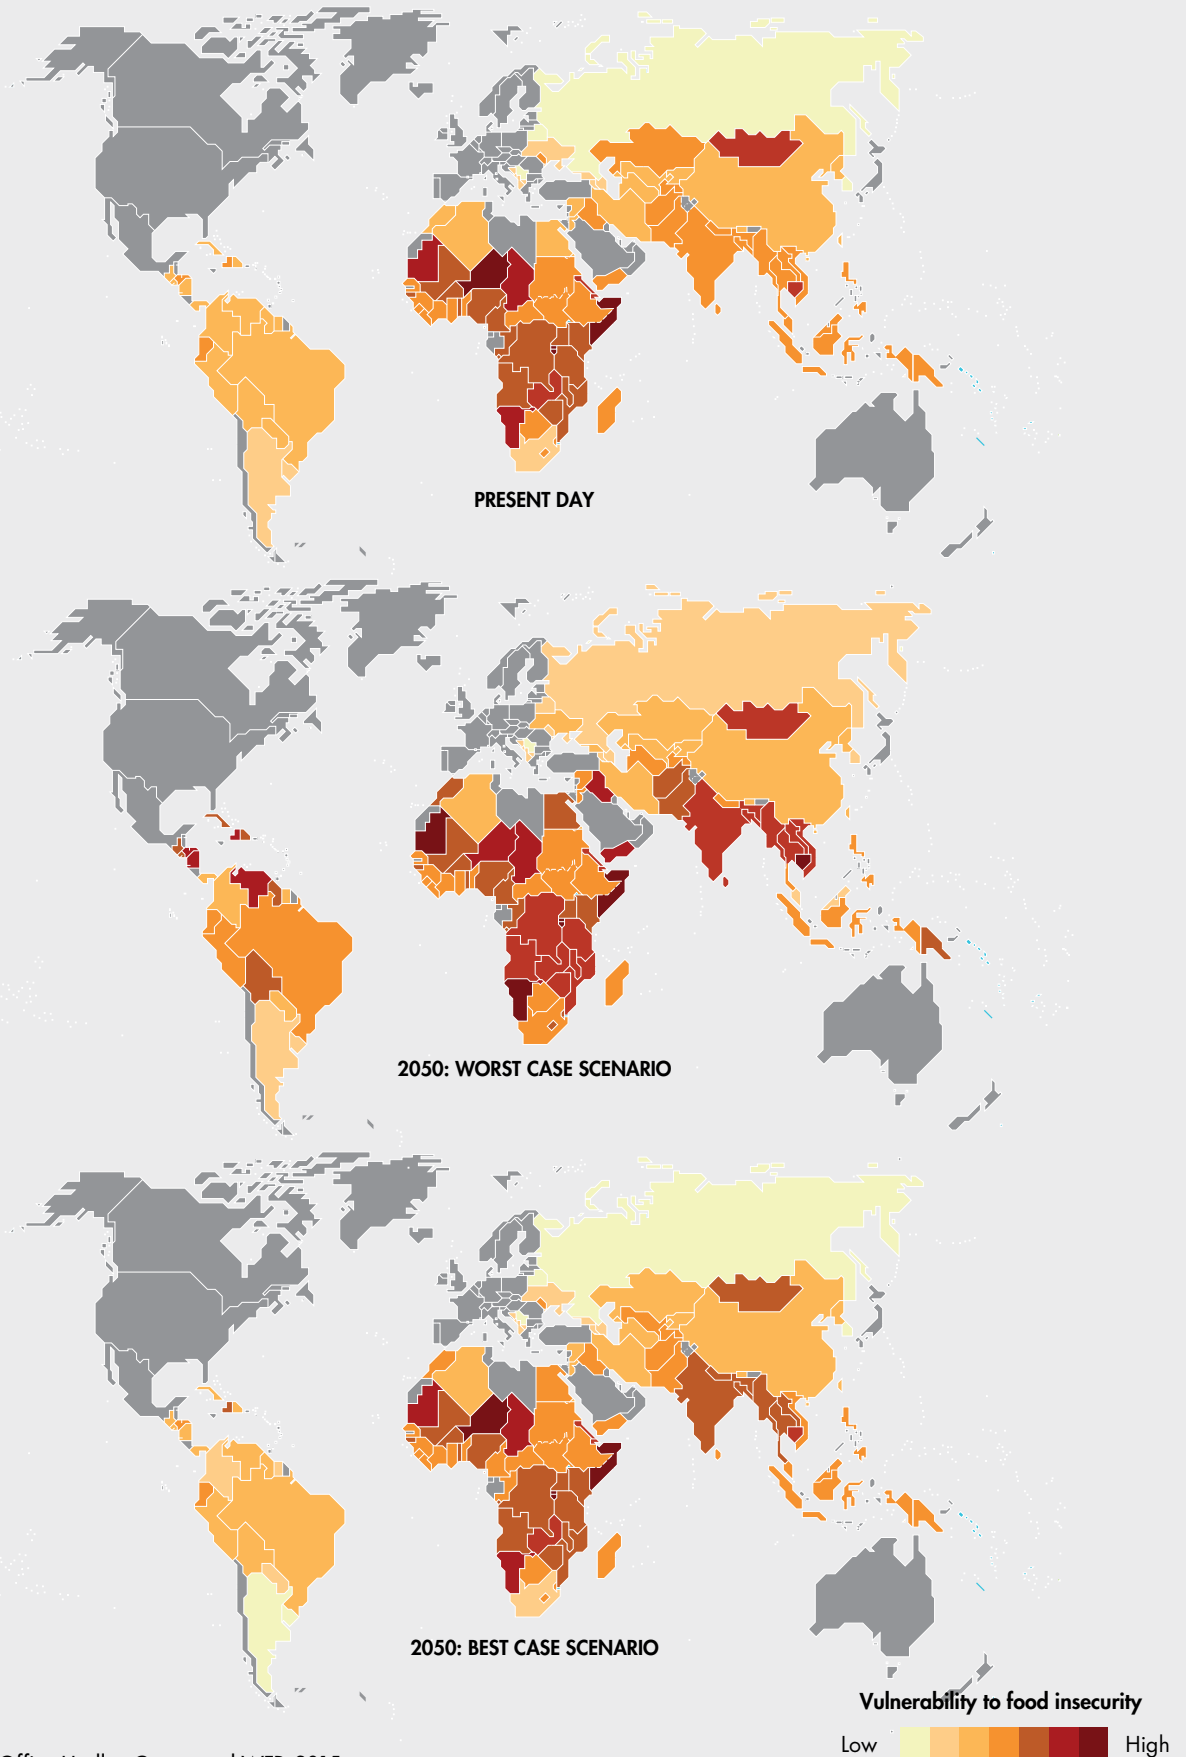 PRESENT DAY
2050: WORST CASE SCENARIO
2050: BEST CASE SCENARIO
Vulnerability to food insecurity
Low High